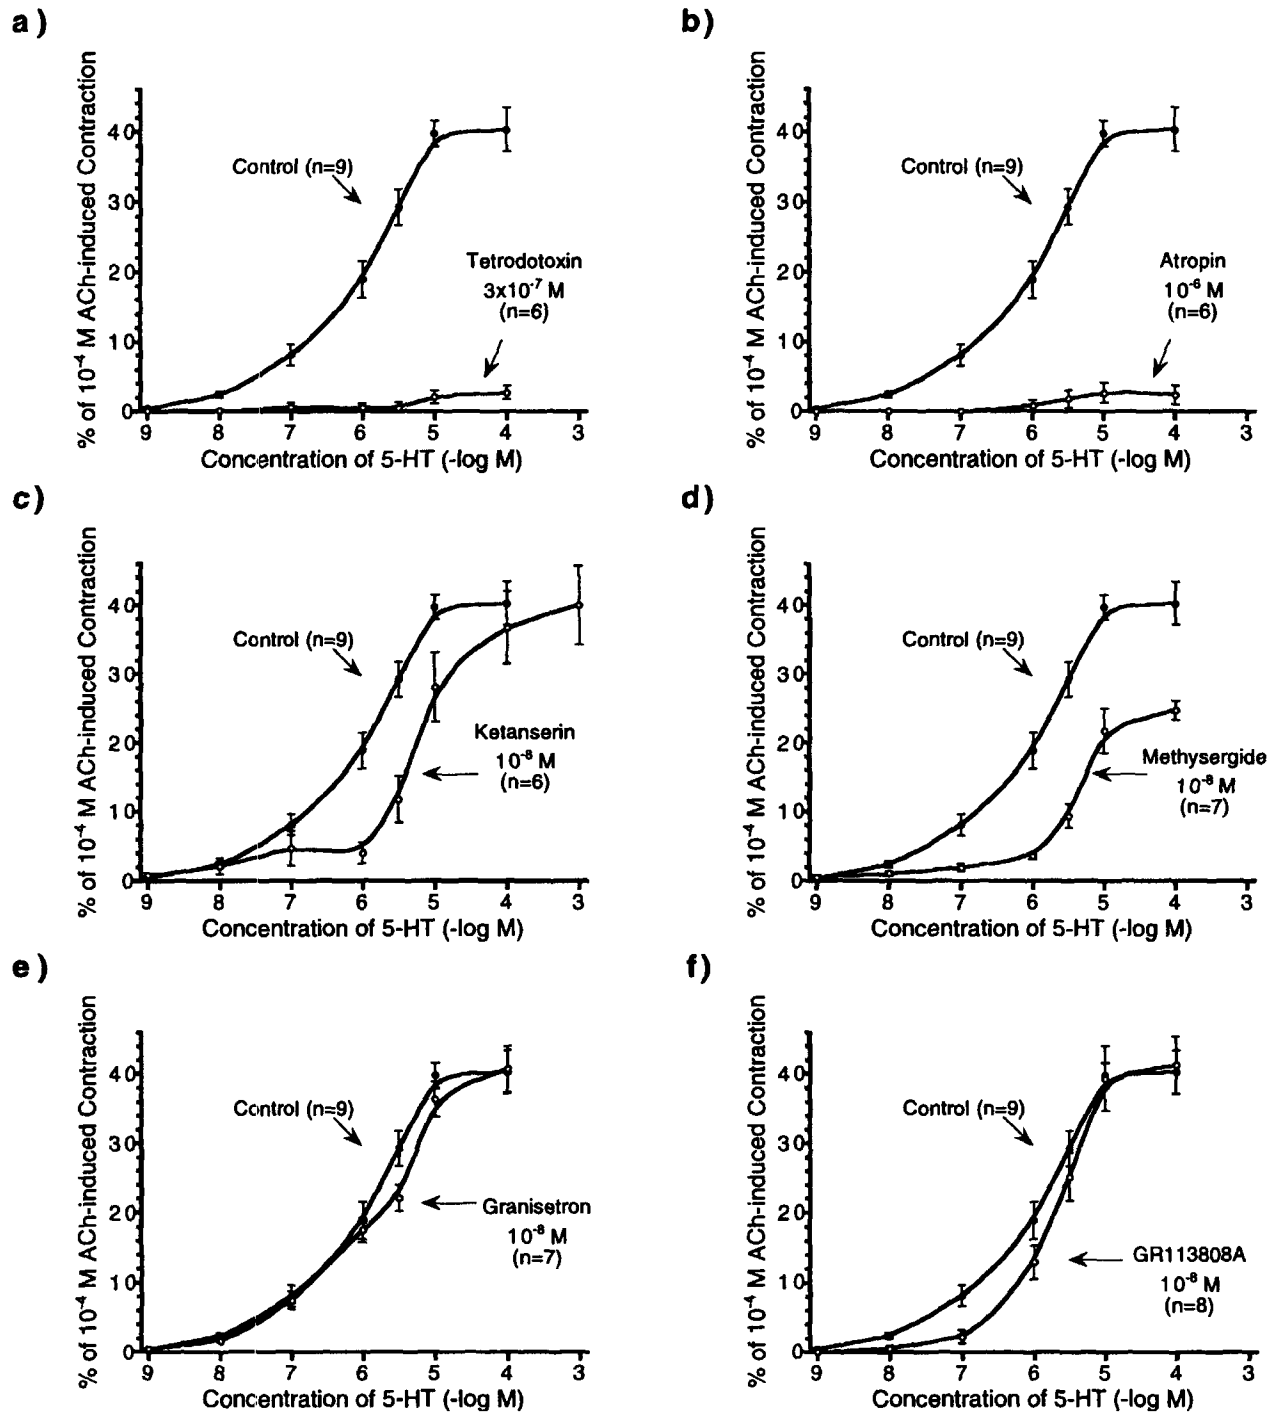 a)
% of 10⁻⁴ M ACh-induced Contraction
40
30
20
10
0
Control (n=9)
Tetrodotoxin
3x10⁻⁷ M
(n=6)
9 8 7 6 5 4 3
Concentration of 5-HT (-log M)
b)
% of 10⁻⁴ M ACh-induced Contraction
40
30
20
10
0
Control (n=9)
Atropin
10⁻⁶ M
(n=6)
9 8 7 6 5 4 3
Concentration of 5-HT (-log M)
c)
% of 10⁻⁴ M ACh-induced Contraction
40
30
20
10
0
Control (n=9)
Ketanserin
10⁻⁸ M
(n=6)
9 8 7 6 5 4 3
Concentration of 5-HT (-log M)
d)
% of 10⁻⁴ M ACh-induced Contraction
40
30
20
10
0
Control (n=9)
Methysergide
10⁻⁸ M
(n=7)
9 8 7 6 5 4 3
Concentration of 5-HT (-log M)
e)
% of 10⁻⁴ M ACh-induced Contraction
40
30
20
10
0
Control (n=9)
Granisetron
10⁻⁸ M
(n=7)
9 8 7 6 5 4 3
Concentration of 5-HT (-log M)
f)
% of 10⁻⁴ M ACh-induced Contraction
40
30
20
10
0
Control (n=9)
GR113808A
10⁻⁸ M
(n=8)
9 8 7 6 5 4 3
Concentration of 5-HT (-log M)